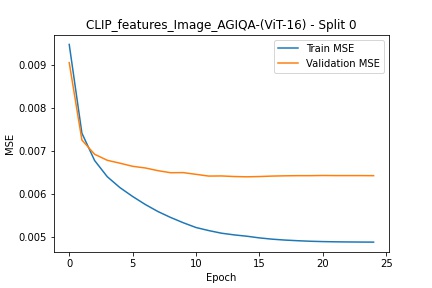 CLIP_features_Image_AGIQA-(ViT-16) - Split 0
Train MSE
Validation MSE
MSE
0.009
0.008
0.007
0.006
0.005
0 5 10 15 20 25
Epoch